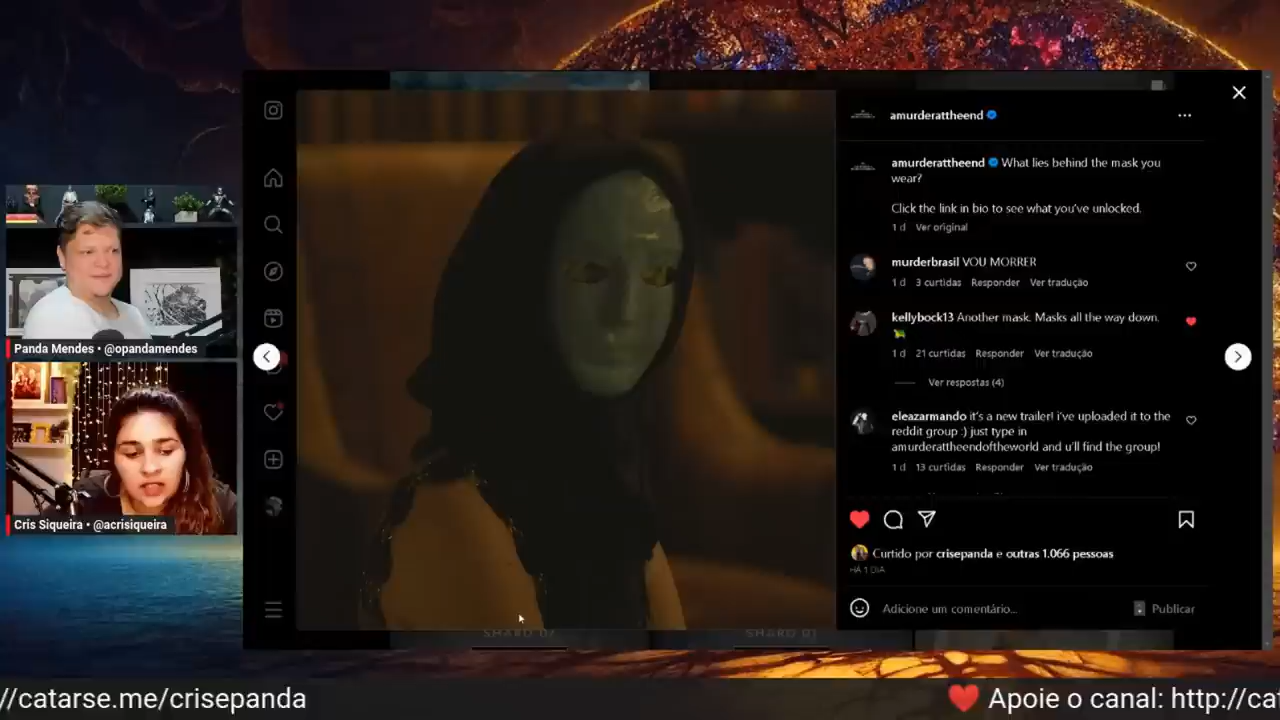 amurderattheend
amurderattheend What lies behind the mask you
wear?
Click the link in bio to see what you've unlocked.
1 d Ver original
murderbrasil VOU MORRER
1 d 3 curtidas Responder Ver tradução
kellybock13 Another mask. Masks all the way down.
1 d 21 curtidas Responder Ver tradução
Ver respostas (4)
eleazarmando it's a new trailer! i've uploaded it to the
reddit group :) just type in
amurderattheendoftheworld and u'll find the group!
1 d 13 curtidas Responder Ver tradução
Curtido por crisepanda e outras 1.066 pessoas
HÁ 1 DIA
Adicione um comentário...
Publicar
Panda Mendes • @opandamendes
Cris Siqueira • @acrisiqueira
//catarse.me/crisepanda
Apoie o canal: http://cat